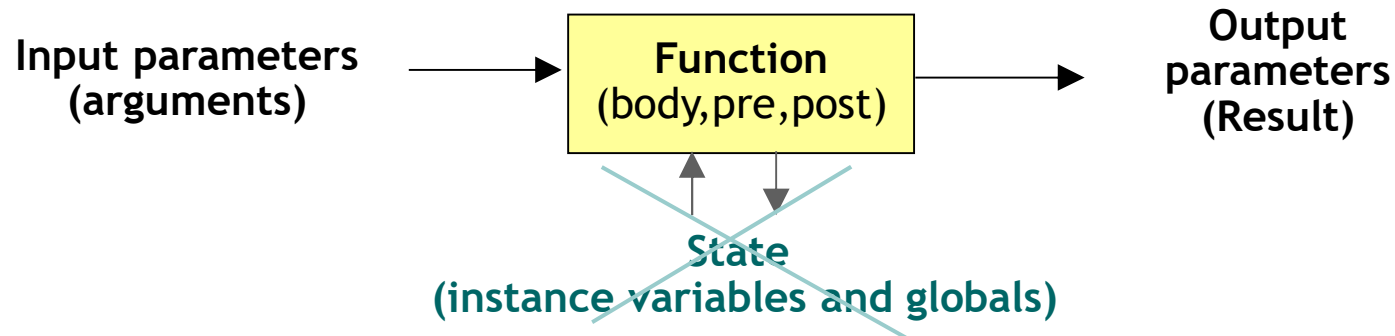 Input parameters
(arguments)
Function
(body,pre,post)
Output
parameters
(Result)
State
(instance variables and globals)